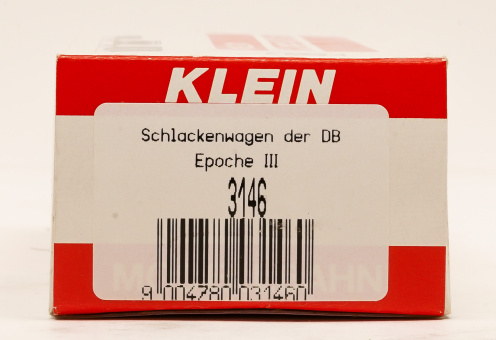 KLEIN
Schlackenwagen der DB
Epoche III
3146
9 004780 031460